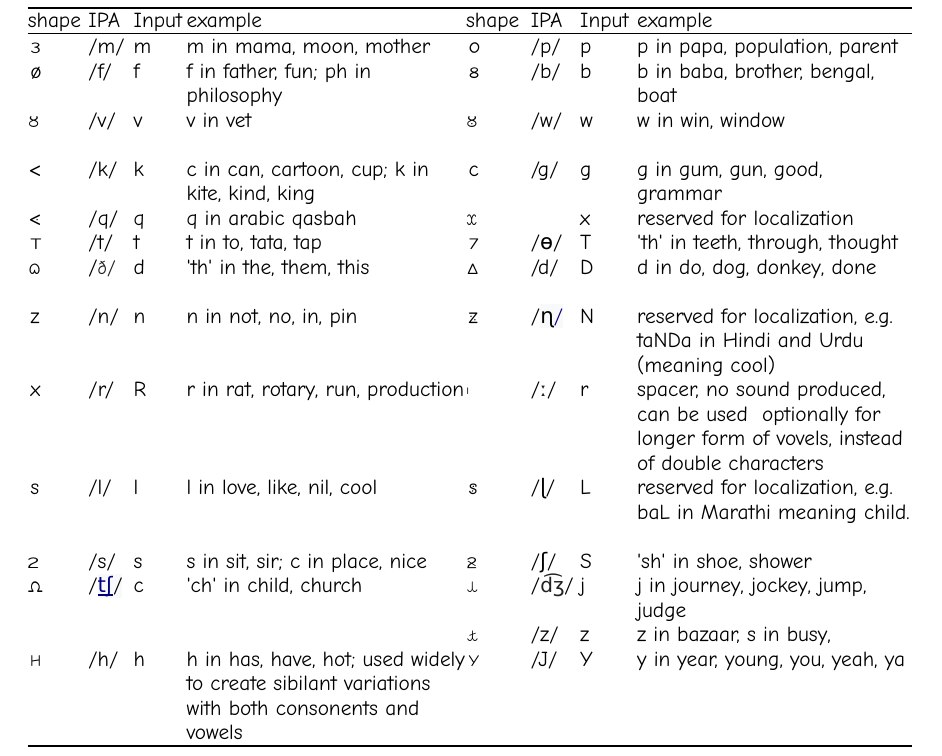 shape IPA Input example shape IPA Input example
ɜ /m/ m m in mama, moon, mother o /p/ p p in papa, population, parent
ø /f/ f f in father, fun; ph in 8 /b/ b b in baba, brother, bengal,
philosophy boat
ȣ /v/ v v in vet ȣ /w/ w w in win, window
< /k/ k c in can, cartoon, cup; k in c /g/ g g in gum, gun, good,
kite, kind, king grammar
< /q/ q q in arabic qasbah x reserved for localization
T /t/ t t in to, tata, tap 7 /ɵ/ T 'th' in teeth, through, thought
/ð/ d 'th' in the, them, this Δ /d/ D d in do, dog, donkey, done
z /n/ n n in not, no, in, pin z /ɳ/ N reserved for localization, e.g.
taNDa in Hindi and Urdu
(meaning cool)
x /r/ R r in rat, rotary, run, production ı /ː/ r spacer, no sound produced,
can be used optionally for
longer form of vovels, instead
of double characters
s /l/ l l in love, like, nil, cool s /ɭ/ L reserved for localization, e.g.
baL in Marathi meaning child.
2 /s/ s s in sit, sir; c in place, nice /ʃ/ S 'sh' in shoe, shower
/tʃ/ c 'ch' in child, church /d͡ʒ/ j j in journey, jockey, jump,
judge
/z/ z z in bazaar, s in busy,
H /h/ h h in has, have, hot; used widely Y /J/ Y y in year, young, you, yeah, ya
to create sibilant variations
with both consonents and
vowels